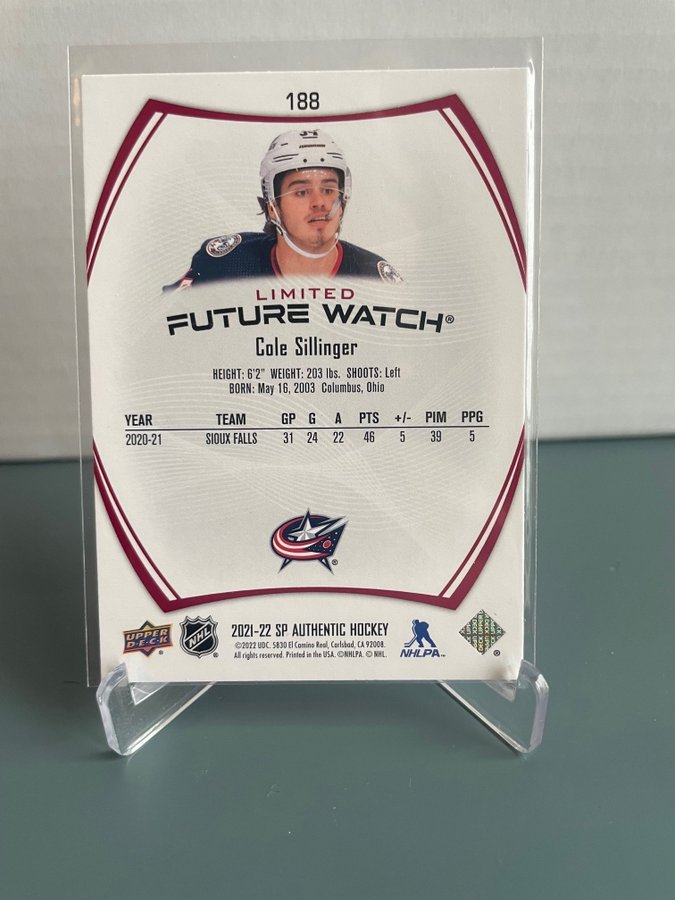 188
LIMITED
FUTURE WATCH®
Cole Sillinger
HEIGHT: 6'2" WEIGHT: 203 lbs. SHOOTS: Left
BORN: May 16, 2003 Columbus, Ohio
YEAR TEAM GP G A PTS +/- PIM PPG
2020-21 SIOUX FALLS 31 24 22 46 5 39 5
UPPER DECK
NHL
2021-22 SP AUTHENTIC HOCKEY
©2022 UDC. 5830 El Camino Real, Carlsbad, CA 92008.
All rights reserved. Printed in the USA. ©NHLPA. © NHL.
NHLPA